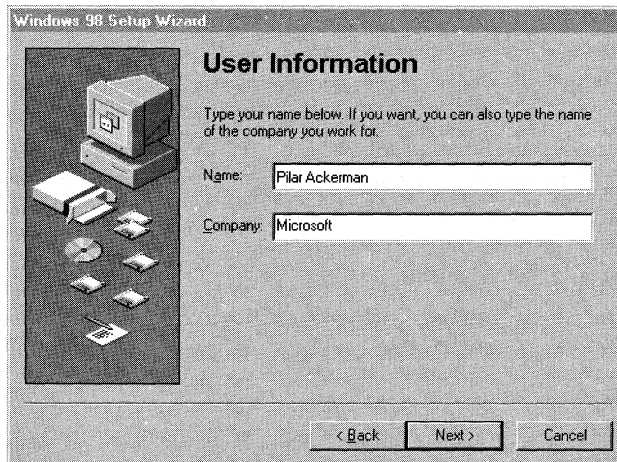 Windows 98 Setup Wizard
User Information
Type your name below. If you want, you can also type the name
of the company you work for.
Name: Pilar Ackerman
Company: Microsoft
< Back Next > Cancel